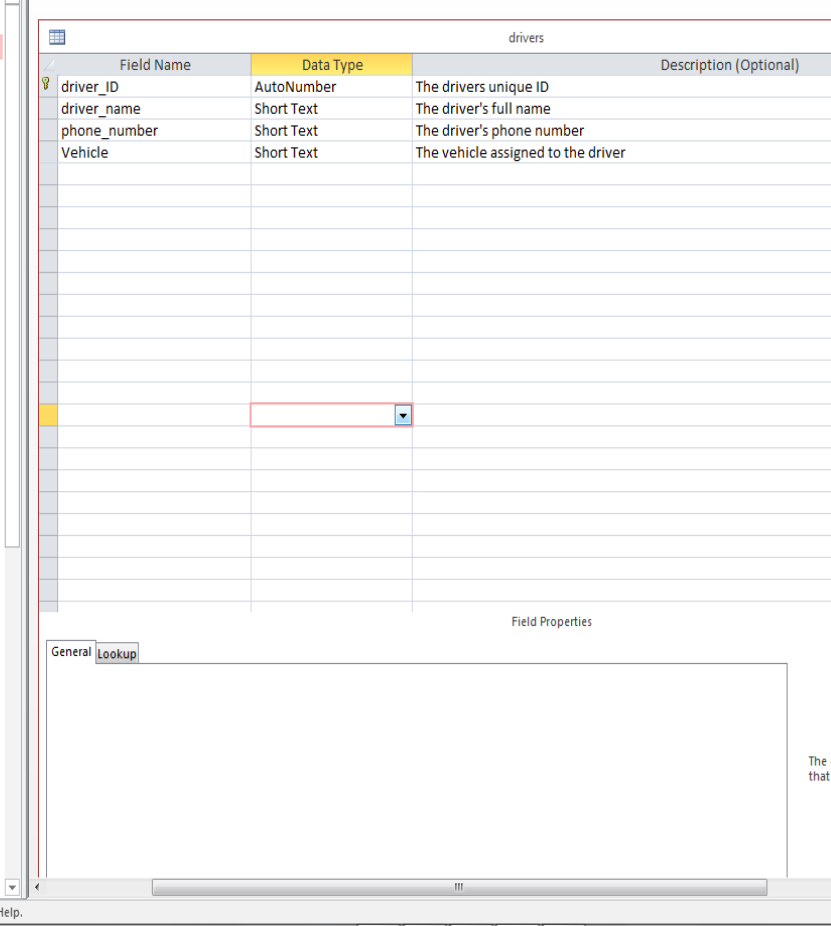 drivers
Field Name Data Type Description (Optional)
driver_ID AutoNumber The drivers unique ID
driver_name Short Text The driver's full name
phone_number Short Text The driver's phone number
Vehicle Short Text The vehicle assigned to the driver
Field Properties
General Lookup
The
that
Help.